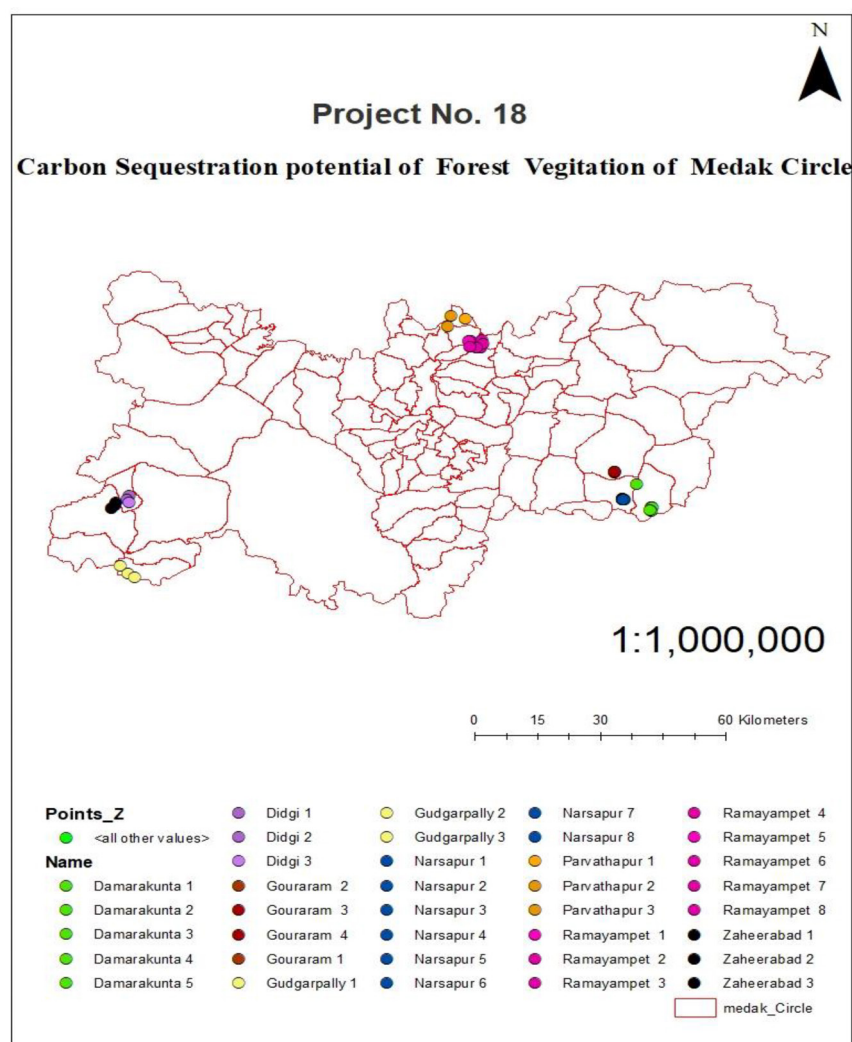 N
Project No. 18
Carbon Sequestration potential of Forest Vegitation of Medak Circle
1:1,000,000
0 15 30 60 Kilometers
Points_Z
<all other values>
Name
Damarakunta 1
Damarakunta 2
Damarakunta 3
Damarakunta 4
Damarakunta 5
Didgi 1
Didgi 2
Didgi 3
Gouraram 2
Gouraram 3
Gouraram 4
Gouraram 1
Gudgarpally 1
Gudgarpally 2
Gudgarpally 3
Narsapur 1
Narsapur 2
Narsapur 3
Narsapur 4
Narsapur 5
Narsapur 6
Narsapur 7
Narsapur 8
Parvathapur 1
Parvathapur 2
Parvathapur 3
Ramayampet 1
Ramayampet 2
Ramayampet 3
Ramayampet 4
Ramayampet 5
Ramayampet 6
Ramayampet 7
Ramayampet 8
Zaheerabad 1
Zaheerabad 2
Zaheerabad 3
medak_Circle